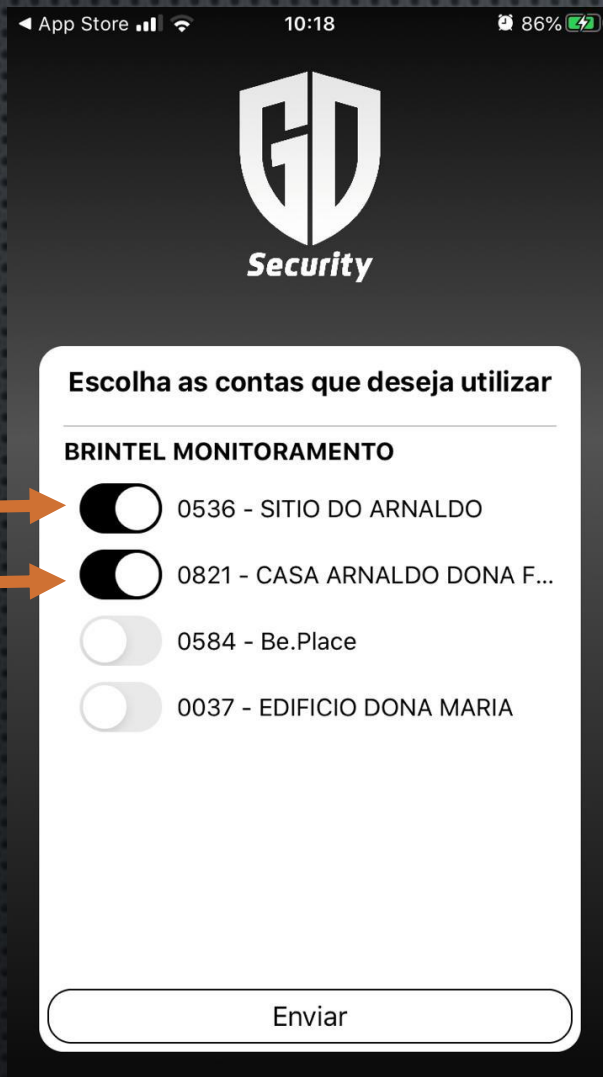 App Store
10:18
86%
GD
Security
Escolha as contas que deseja utilizar
BRINTEL MONITORAMENTO
0536 - SITIO DO ARNALDO
0821 - CASA ARNALDO DONA F...
0584 - Be.Place
0037 - EDIFICIO DONA MARIA
Enviar